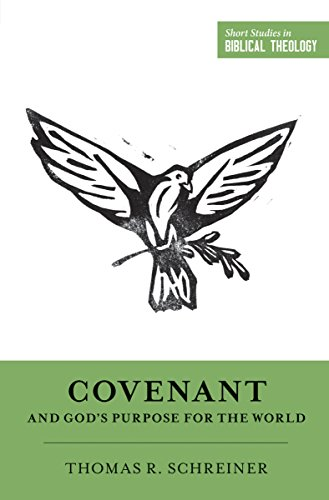 Short Studies in
BIBLICAL THEOLOGY
COVENANT
AND GOD'S PURPOSE FOR THE WORLD
THOMAS R. SCHREINER